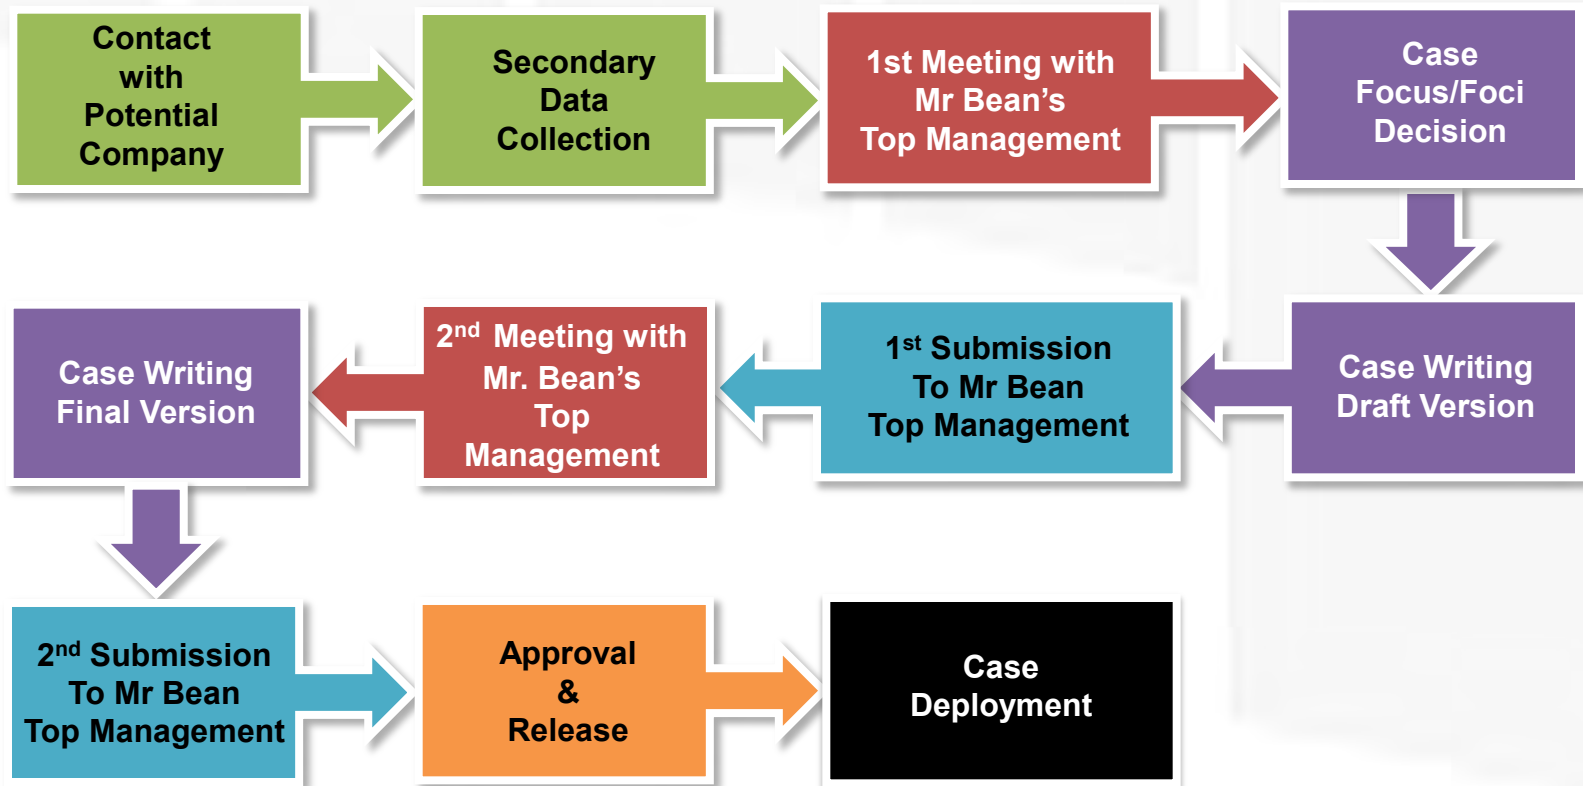 Contact
with
Potential
Company
Secondary
Data
Collection
1st Meeting with
Mr Bean’s
Top Management
Case
Focus/Foci
Decision
Case Writing
Draft Version
1st Submission
To Mr Bean
Top Management
2nd Meeting with
Mr. Bean’s
Top
Management
Case Writing
Final Version
2nd Submission
To Mr Bean
Top Management
Approval
&
Release
Case
Deployment